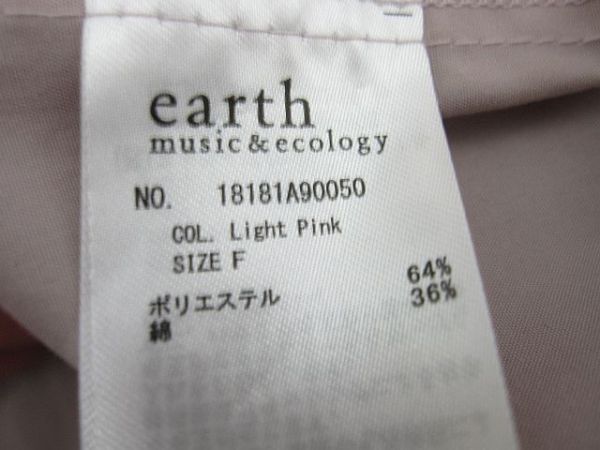 earth
music&ecology
NO. 18181A90050
COL. Light Pink
SIZE F
ポリエステル 64%
綿 36%